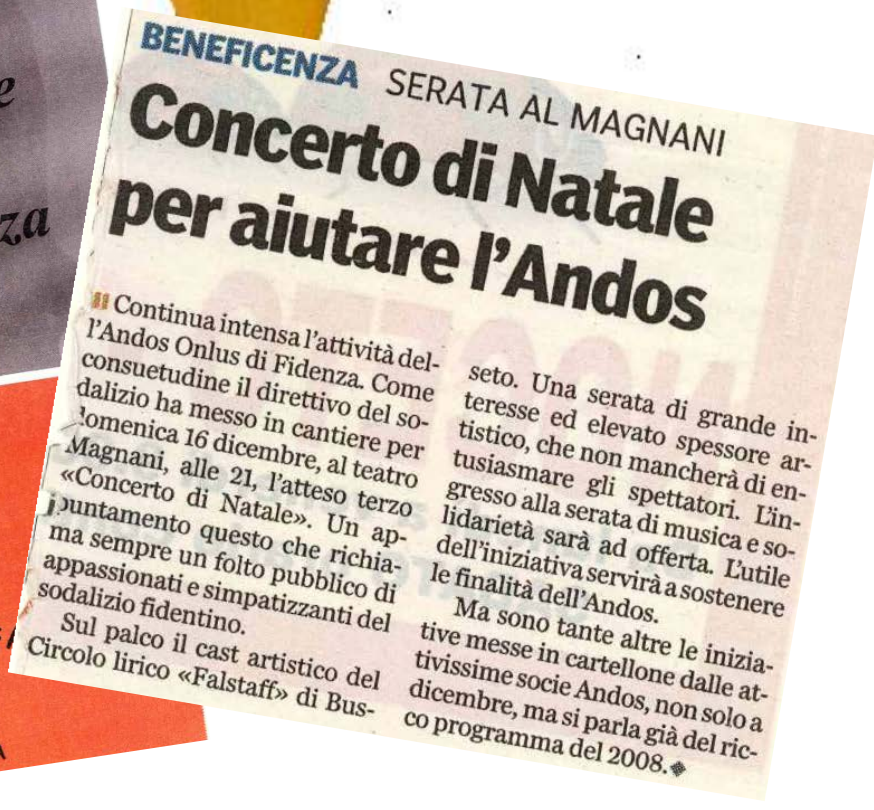 BENEFICENZA SERATA AL MAGNANI
Concerto di Natale
per aiutare l'Andos
Continua intensa l'attività del-
l'Andos Onlus di Fidenza. Come
consuetudine il direttivo del so-
dalizio ha messo in cantiere per
domenica 16 dicembre, al teatro
Magnani, alle 21, l'atteso terzo
«Concerto di Natale». Un ap-
puntamento questo che richia-
ma sempre un folto pubblico di
appassionati e simpatizzanti del
sodalizio fidentino.
Sul palco il cast artistico del
Circolo lirico «Falstaff» di Bus-
seto. Una serata di grande in-
teresse ed elevato spessore ar-
tistico, che non mancherà di en-
tusiasmare gli spettatori. L'in-
gresso alla serata di musica e so-
lidarietà sarà ad offerta. L'utile
dell'iniziativa servirà a sostenere
le finalità dell'Andos.
Ma sono tante altre le inizia-
tive messe in cartellone dalle at-
tivissime socie Andos, non solo a
dicembre, ma si parla già del ric-
co programma del 2008.